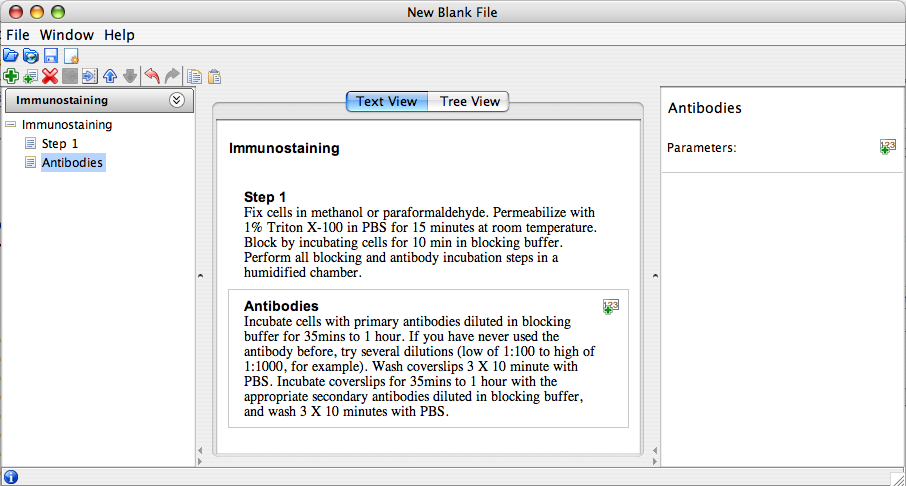 New Blank File
File Window Help
Immunostaining
Immunostaining
Step 1
Antibodies
Text View Tree View
Immunostaining
Step 1
Fix cells in methanol or paraformaldehyde. Permeabilize with
1% Triton X-100 in PBS for 15 minutes at room temperature.
Block by incubating cells for 10 min in blocking buffer.
Perform all blocking and antibody incubation steps in a
humidified chamber.
Antibodies
123
Incubate cells with primary antibodies diluted in blocking
buffer for 35mins to 1 hour. If you have never used the
antibody before, try several dilutions (low of 1:100 to high of
1:1000, for example). Wash coverslips 3 X 10 minute with
PBS. Incubate coverslips for 35mins to 1 hour with the
appropriate secondary antibodies diluted in blocking buffer,
and wash 3 X 10 minutes with PBS.
Antibodies
Parameters:
123